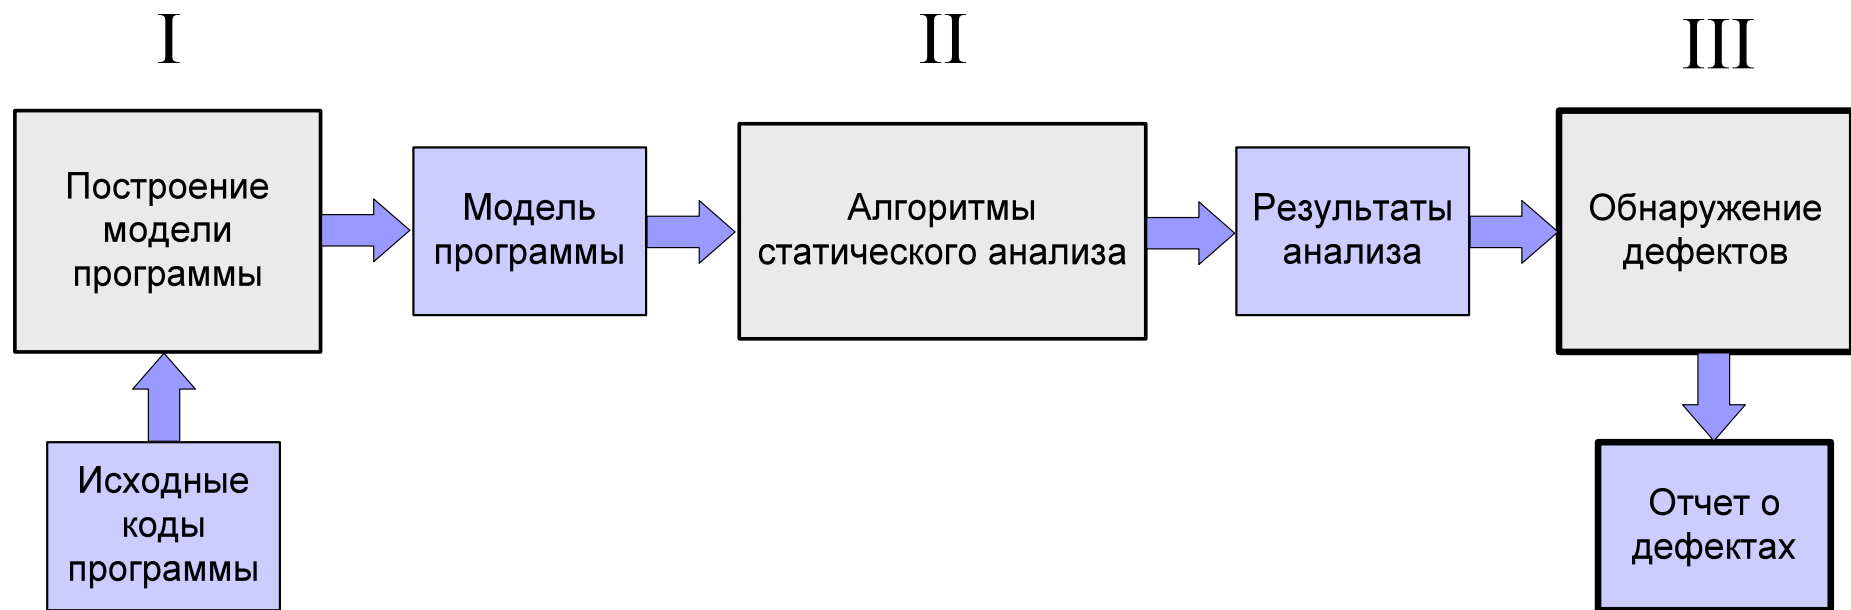 I
II
III
Построение
модели
программы
Модель
программы
Алгоритмы
статического анализа
Результаты
анализа
Обнаружение
дефектов
Исходные
коды
программы
Отчет о
дефектах